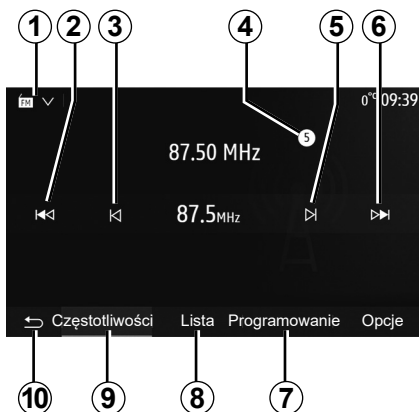 1 2 3 4 5 6
FM 0°C 09:39
5
87.50 MHz
87.5MHz
Częstotliwości Lista Programowanie Opcje
10 9 8 7